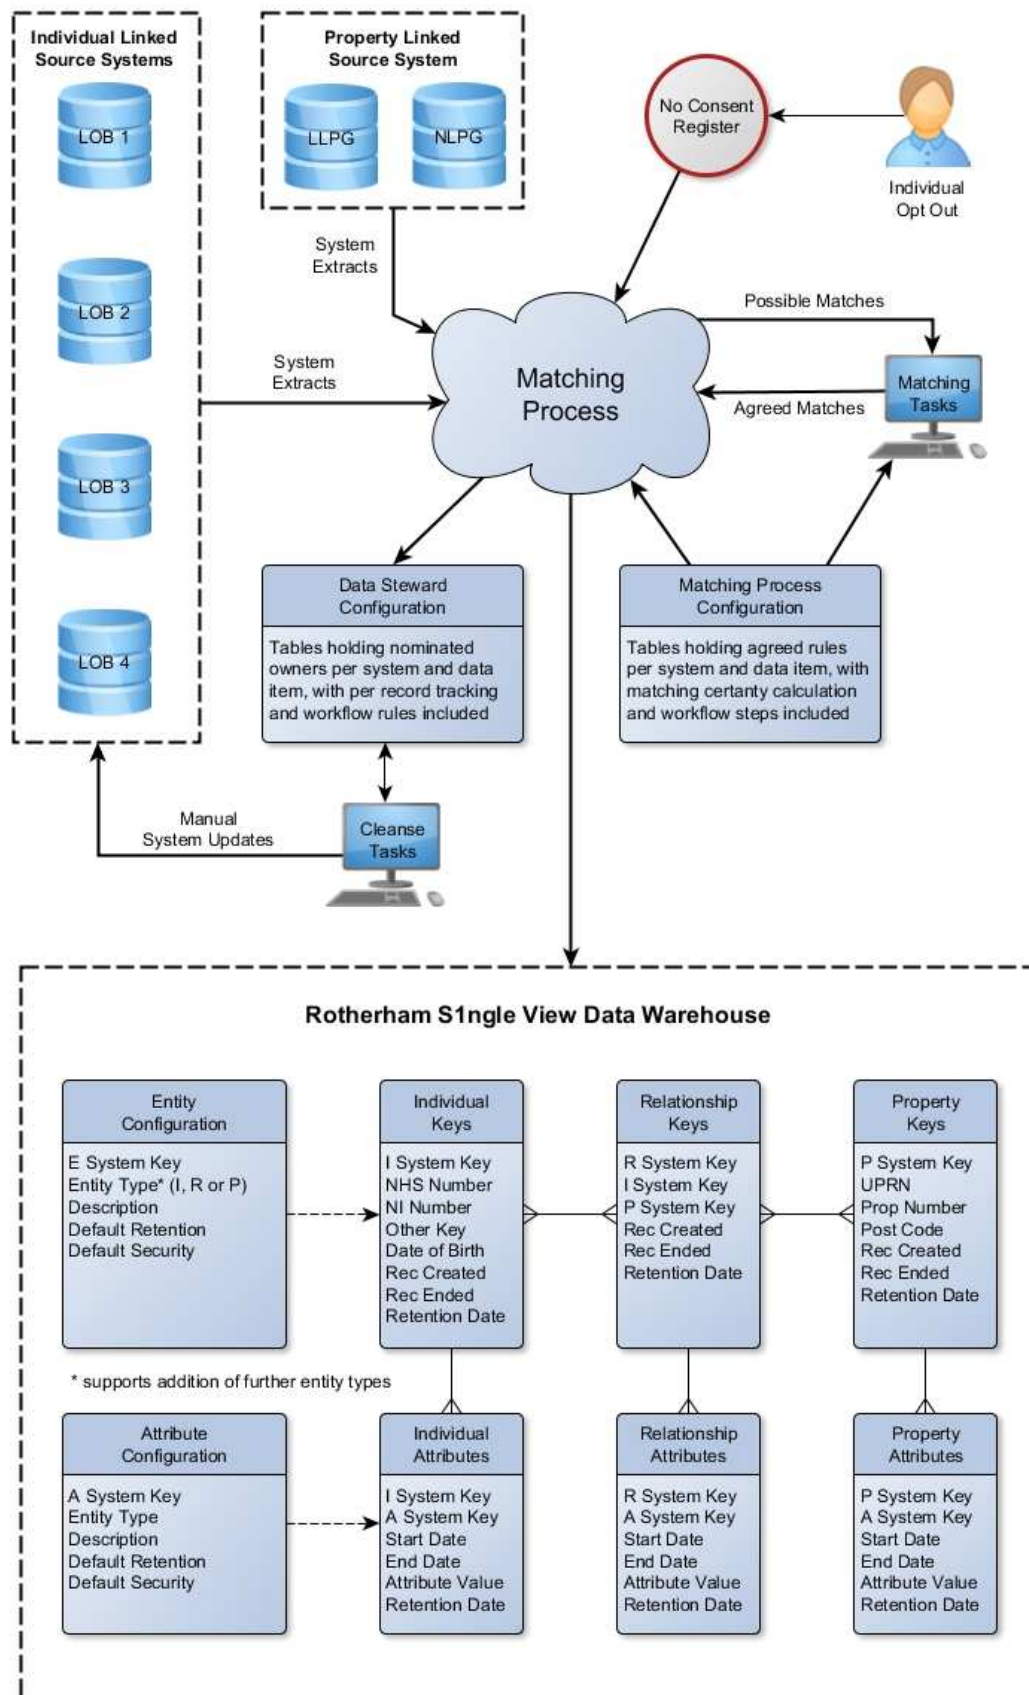 Individual Linked
Source Systems
LOB 1
LOB 2
LOB 3
LOB 4
Property Linked
Source System
LLPG
NLPG
No Consent
Register
Individual
Opt Out
System
Extracts
System
Extracts
Matching
Process
Possible Matches
Agreed Matches
Matching
Tasks
Data Steward
Configuration
Tables holding nominated
owners per system and data
item, with per record tracking
and workflow rules included
Matching Process
Configuration
Tables holding agreed rules
per system and data item, with
matching certanty calculation
and workflow steps included
Manual
System Updates
Cleanse
Tasks
Rotherham S1ngle View Data Warehouse
Entity
Configuration
E System Key
Entity Type* (I, R or P)
Description
Default Retention
Default Security
Individual
Keys
I System Key
NHS Number
NI Number
Other Key
Date of Birth
Rec Created
Rec Ended
Retention Date
Relationship
Keys
R System Key
I System Key
P System Key
Rec Created
Rec Ended
Retention Date
Property
Keys
P System Key
UPRN
Prop Number
Post Code
Rec Created
Rec Ended
Retention Date
* supports addition of further entity types
Attribute
Configuration
A System Key
Entity Type
Description
Default Retention
Default Security
Individual
Attributes
I System Key
A System Key
Start Date
End Date
Attribute Value
Retention Date
Relationship
Attributes
R System Key
A System Key
Start Date
End Date
Attribute Value
Retention Date
Property
Attributes
P System Key
A System Key
Start Date
End Date
Attribute Value
Retention Date